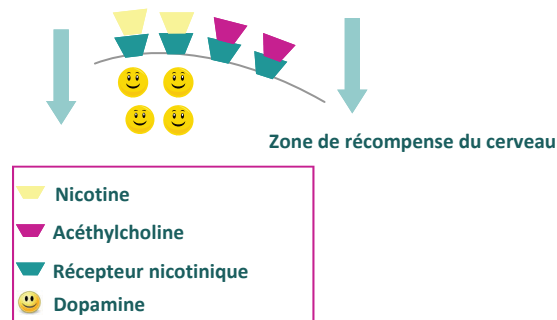 Zone de récompense du cerveau
Nicotine
Acéthylcholine
Récepteur nicotinique
Dopamine